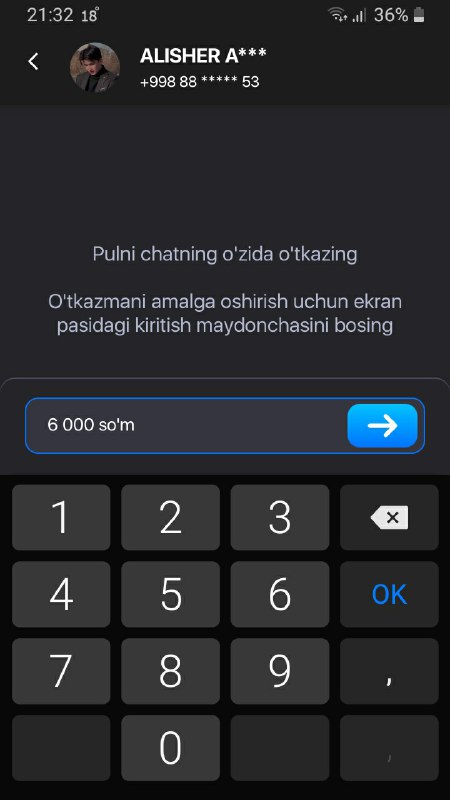 21:32 18°
36%
ALISHER A***
+998 88 ***** 53
Pulni chatning o'zida o'tkazing
O'tkazmani amalga oshirish uchun ekran
pasidagi kiritish maydonchasini bosing
6 000 so'm
1 2 3
4 5 6 OK
7 8 9 ,
0 ,